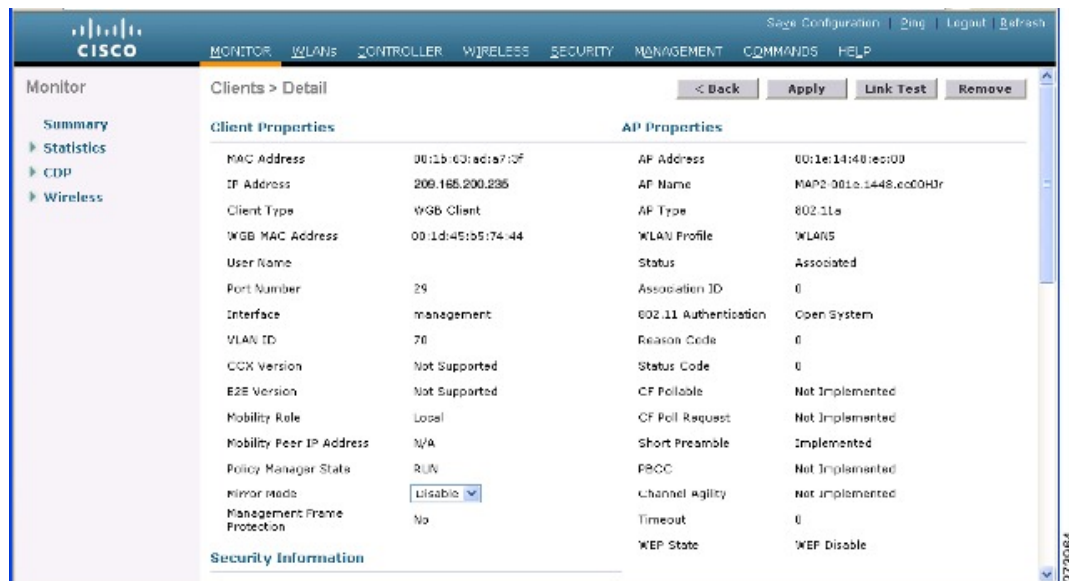 Save Configuration | Ping | Logout | Refresh
CISCO
MONITOR WLANs CONTROLLER WIRELESS SECURITY MANAGEMENT COMMANDS HELP
Monitor
Summary
Statistics
CDP
Wireless
Clients > Detail
< Back Apply Link Test Remove
Client Properties
MAC Address 00:1b:63:ad:a7:3f
IP Address 209.165.200.235
Client Type WGB Client
WGB MAC Address 00:1d:45:b5:74:44
User Name
Port Number 29
Interface management
VLAN ID 70
CCX Version Not Supported
E2E Version Not Supported
Mobility Role Local
Mobility Peer IP Address N/A
Policy Manager State RUN
Mirror Mode Disable
Management Frame
Protection No
Security Information
AP Properties
AP Address 00:1e:14:48:ec:00
AP Name
AP Type 802.11a
WLAN Profile WLAN5
Status Associated
Association ID 0
802.11 Authentication Open System
Reason Code 0
Status Code 0
CF Pollable Not Implemented
CF Poll Request Not Implemented
Short Preamble Implemented
PBCC Not Implemented
Channel Agility Not Implemented
Timeout 0
WEP State WEP Disable